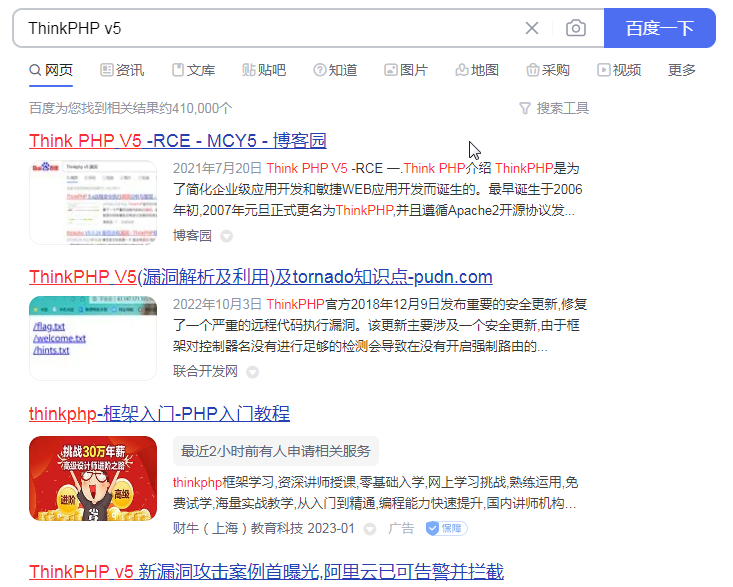 ThinkPHP v5
百度一下
网页 资讯 文库 贴吧 知道 图片 地图 采购 视频 更多
百度为您找到相关结果约410,000个 搜索工具
Think PHP V5 -RCE - MCY5 - 博客园
2021年7月20日 Think PHP V5 -RCE 一.Think PHP介绍 ThinkPHP是为
了简化企业级应用开发和敏捷WEB应用开发而诞生的。最早诞生于2006
年初,2007年元旦正式更名为ThinkPHP,并且遵循Apache2开源协议发...
博客园
ThinkPHP V5(漏洞解析及利用)及tornado知识点-pudn.com
/flag.txt
/welcome.txt
/hints.txt
2022年10月3日 ThinkPHP官方2018年12月9日发布重要的安全更新,修复
了一个严重的远程代码执行漏洞。该更新主要涉及一个安全更新,由于框
架对控制器名没有进行足够的检测会导致在没有开启强制路由的...
联合开发网
thinkphp-框架入门-PHP入门教程
挑战30万年薪
高级设计师进阶之路
进阶
高级
最近2小时前有人申请相关服务
thinkphp框架学习,资深讲师授课,零基础入学,网上学习挑战,熟练运用,免
费试学,海量实战教学,从入门到精通,编程能力快速提升,国内讲师机构...
财牛（上海）教育科技 2023-01 广告 保障
ThinkPHP v5 新漏洞攻击案例首曝光,阿里云已可告警并拦截